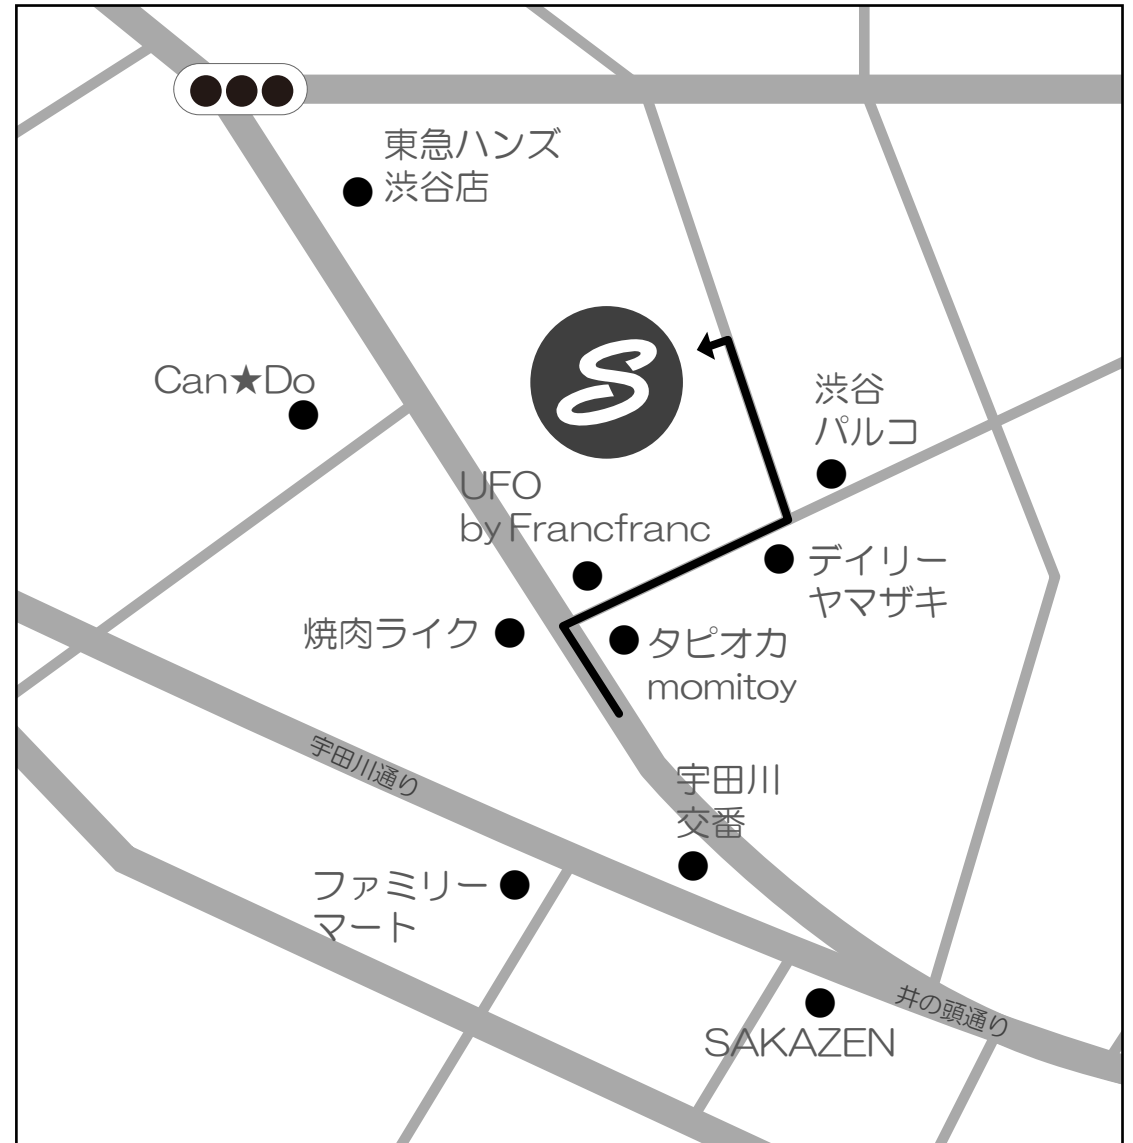 東急ハンズ
渋谷店
Can★Do
S
渋谷
パルコ
UFO
by Francfranc
デイリー
ヤマザキ
焼肉ライク
タピオカ
momitoy
宇田川通り
宇田川
交番
ファミリー
マート
井の頭通り
SAKAZEN